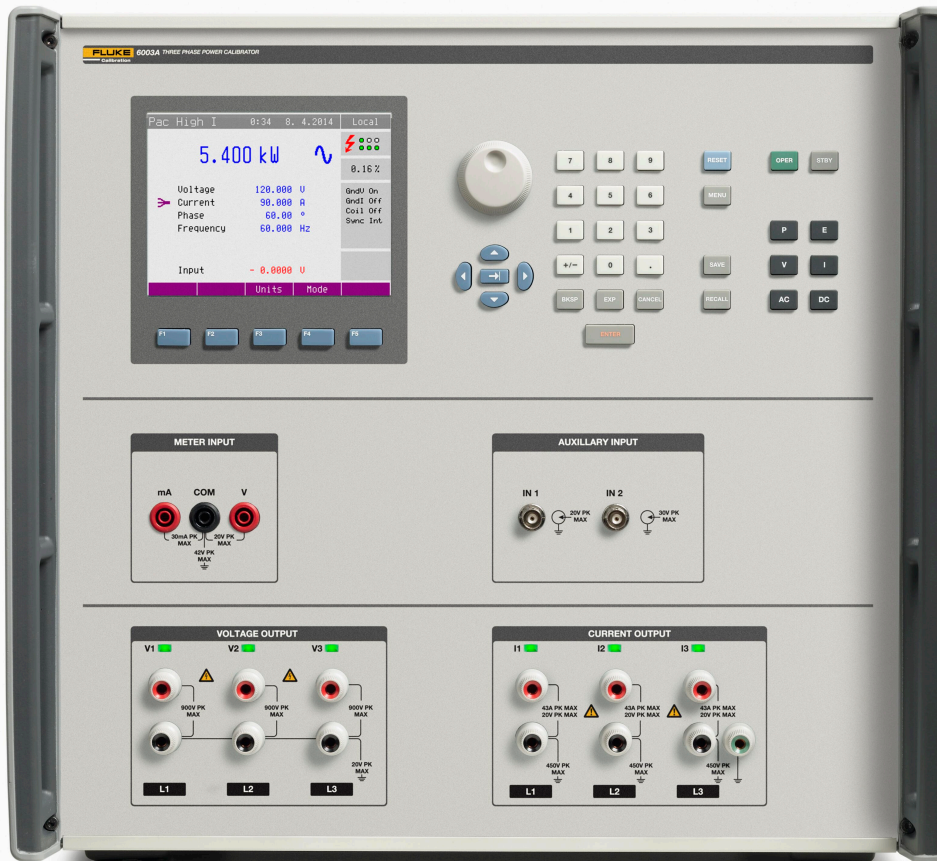 FLUKE 6003A THREE PHASE POWER CALIBRATOR
Calibration
Pac High I 0:34 8. 4.2014 Local
5.400 kW
0.16%
Voltage 120.000 V
Current 90.000 A
Phase 60.00 °
Frequency 60.000 Hz
GndU On
GndI Off
Coil Off
Sync Int
Input - 0.0000 V
Units Mode
F1 F2 F3 F4 F5
7 8 9 RESET OPER STBY
4 5 6 MENU
1 2 3 P E
+/− 0 . SAVE V I
BKSP EXP CANCEL RECALL AC DC
ENTER
METER INPUT
mA COM V
30mA PK MAX
20V PK MAX
42V PK
MAX
AUXILLARY INPUT
IN 1 IN 2
20V PK
MAX
30V PK
MAX
VOLTAGE OUTPUT
V1 V2 V3
900V PK
MAX
900V PK
MAX
900V PK
MAX
20V PK
MAX
L1 L2 L3
CURRENT OUTPUT
I1 I2 I3
43A PK MAX
20V PK MAX
43A PK MAX
20V PK MAX
43A PK MAX
20V PK MAX
450V PK
MAX
450V PK
MAX
450V PK
MAX
L1 L2 L3